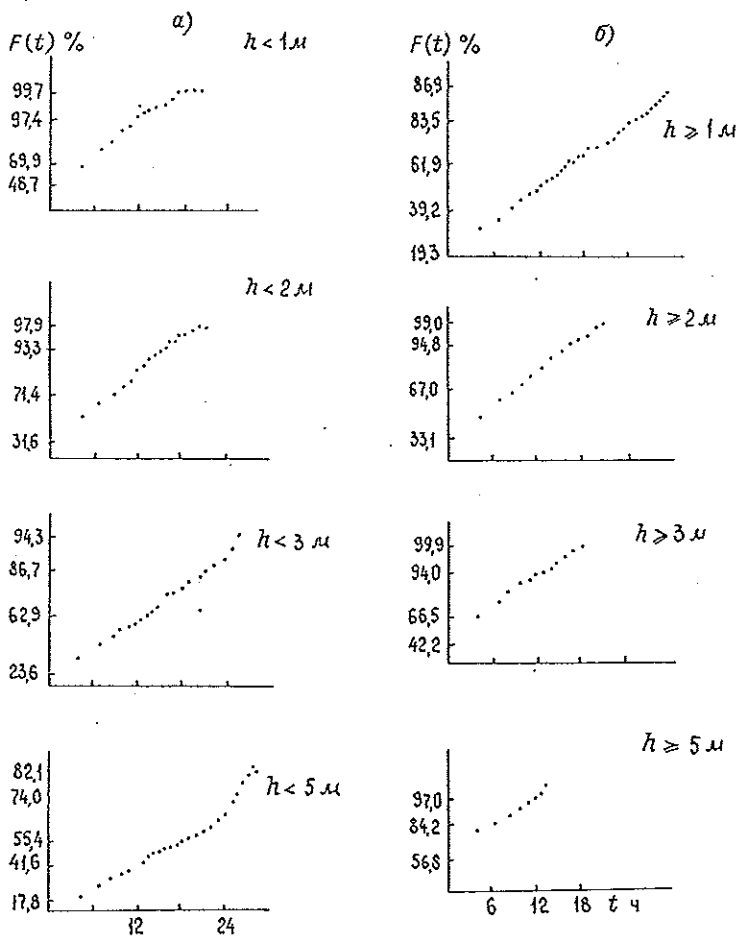 а)
F(t) % h < 1 м
99,7
97,4
69,9
46,7
б)
F(t) %
86,9
83,5
h ⩾ 1 м
61,9
39,2
19,3
h < 2 м
97,9
93,3
71,4
31,6
h ⩾ 2 м
99,0
94,8
67,0
33,1
94,3
h < 3 м
86,7
62,9
23,6
h ⩾ 3 м
99,9
94,0
66,5
42,2
82,1
h < 5 м
74,0
55,4
41,6
17,8
12 24
h ⩾ 5 м
97,0
84,2
56,8
6 12 18 t ч